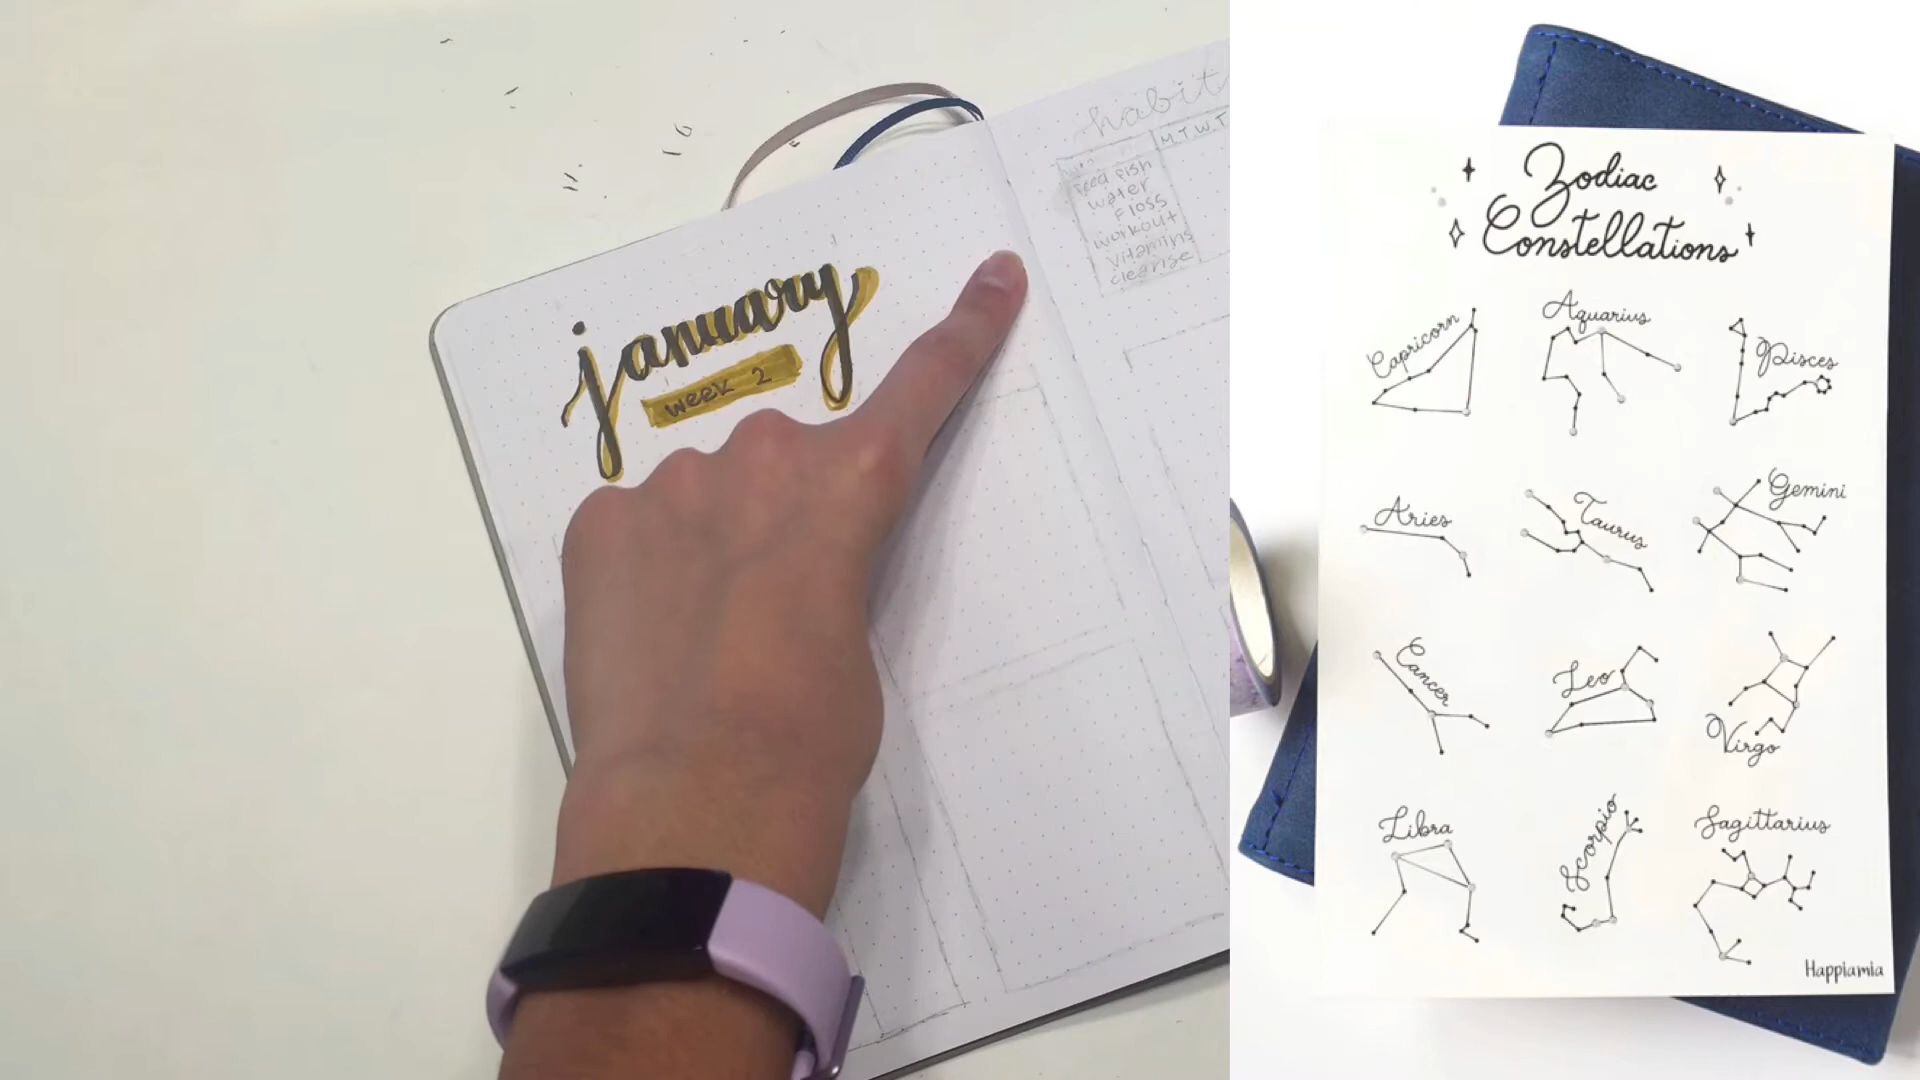 january
week 2
habit
M.T.W.T
feed fish
water
floss
workout
vitamins
cleanse
Zodiac
Constellations
Capricorn
Aquarius
Pisces
Aries
Taurus
Gemini
Cancer
Leo
Virgo
Libra
Scorpio
Sagittarius
Happiamia